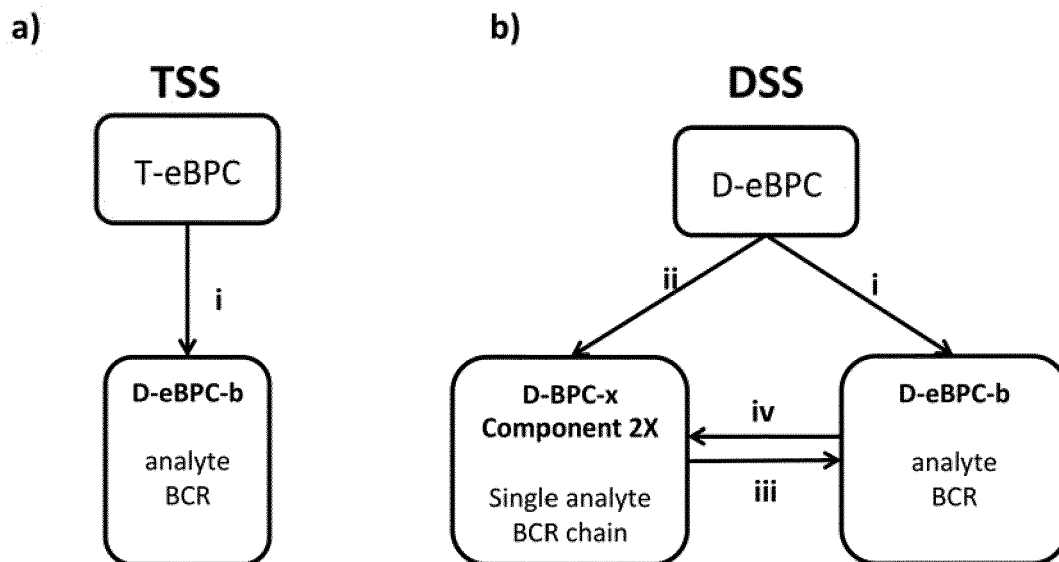 a)
TSS
T-eBPC
i
D-eBPC-b
analyte
BCR
b)
DSS
D-eBPC
ii
i
D-BPC-x
Component 2X
Single analyte
BCR chain
iv
iii
D-eBPC-b
analyte
BCR